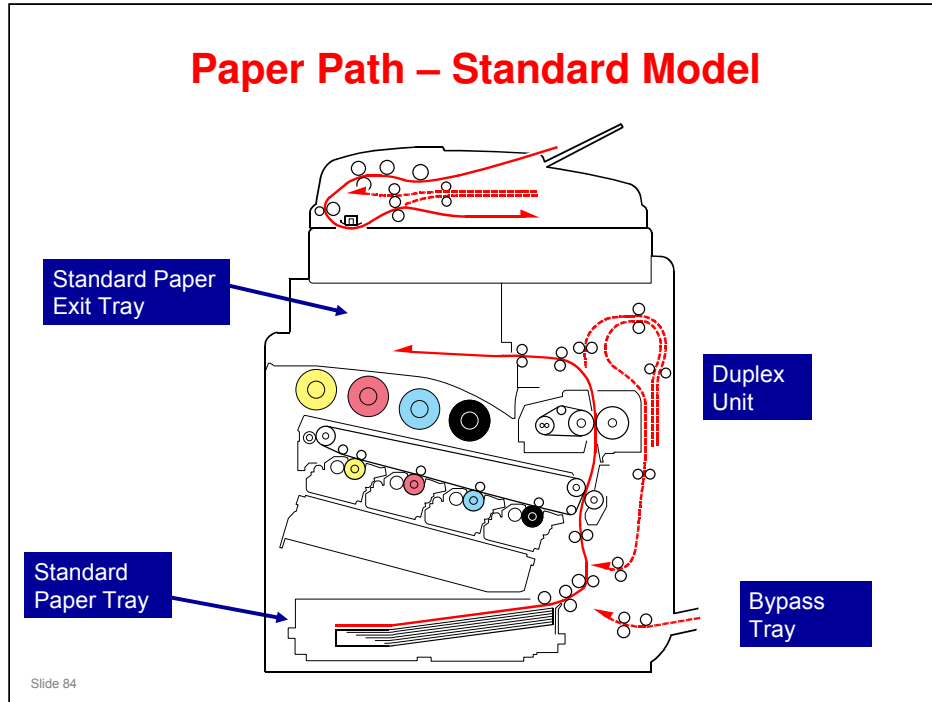 Paper Path – Standard Model
Standard Paper
Exit Tray
Duplex
Unit
Standard
Paper Tray
Bypass
Tray
Slide 84